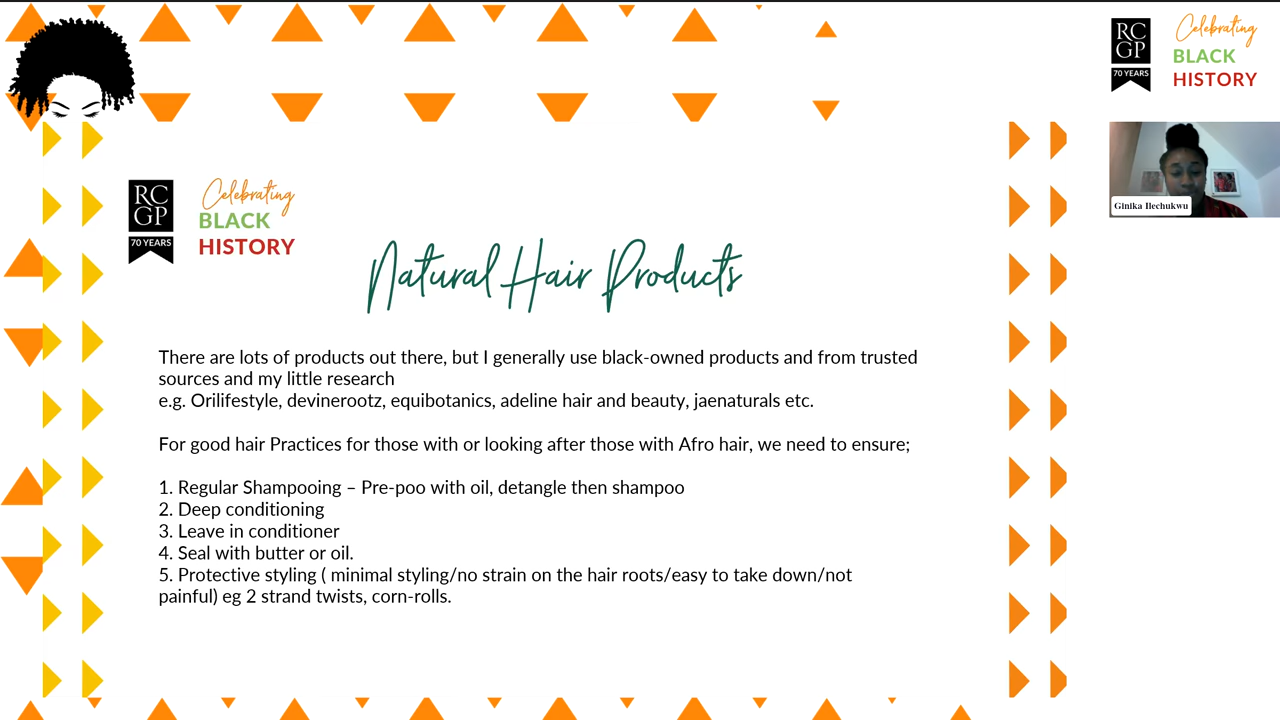 RC
GP
70 YEARS
Celebrating
BLACK
HISTORY
Ginika Ilechukwu
RC
GP
70 YEARS
Celebrating
BLACK
HISTORY
Natural Hair Products
There are lots of products out there, but I generally use black-owned products and from trusted
sources and my little research
e.g. Orilifestyle, devinerootz, equibotanics, adeline hair and beauty, jaenaturals etc.
For good hair Practices for those with or looking after those with Afro hair, we need to ensure;
1. Regular Shampooing – Pre-poo with oil, detangle then shampoo
2. Deep conditioning
3. Leave in conditioner
4. Seal with butter or oil.
5. Protective styling ( minimal styling/no strain on the hair roots/easy to take down/not
painful) eg 2 strand twists, corn-rolls.